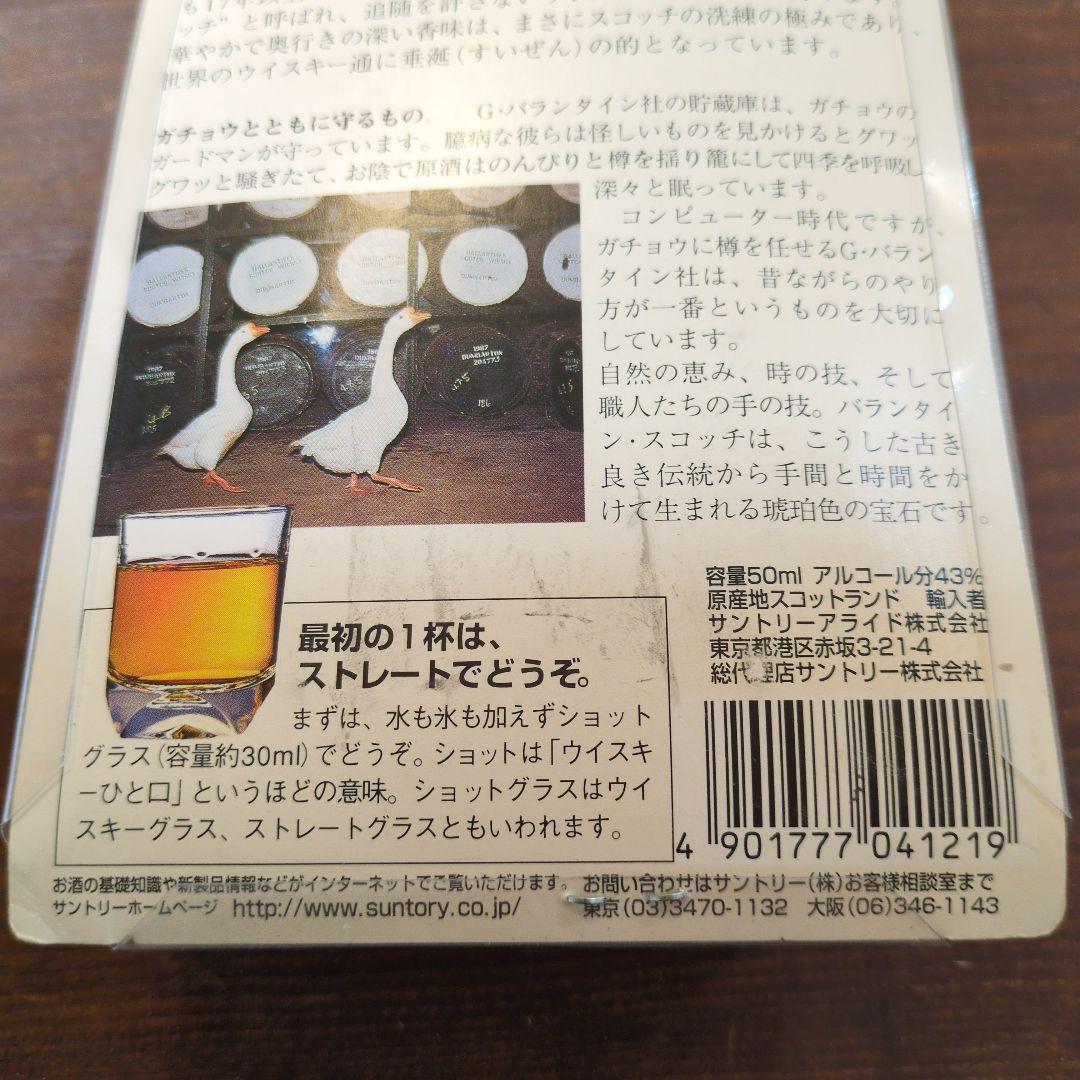 も17年以上
ッチ"と呼ばれ、追随を許さない
華やかで奥行きの深い香味は、まさにスコッチの洗練の極みであり、
世界のウイスキー通に垂涎(すいぜん)の的となっています。
ガチョウとともに守るもの。 G・バランタイン社の貯蔵庫は、ガチョウの
ガードマンが守っています。臆病な彼らは怪しいものを見かけるとグワッ
グワッと騒ぎたて、お陰で原酒はのんびりと樽を揺り籠にして四季を呼吸し
深々と眠っています。
コンピューター時代ですが、
ガチョウに樽を任せるG・バラン
タイン社は、昔ながらのやり
方が一番というものを大切に
しています。
自然の恵み、時の技、そして
職人たちの手の技。バランタイ
ン・スコッチは、こうした古き
良き伝統から手間と時間をか
けて生まれる琥珀色の宝石です。
BALLANTINES
SCOTCH WHISKY
DUMBARTON
BALLANTINES
SCOTCH WHISKY
DUMBARTON
BALLANTINES
SCOTCH WHISKY
DUMBARTON
1987
DUMBARTON
1987
DUMBARTON
1987
DUMBARTON
20477.5
186
容量50ml アルコール分43%
原産地スコットランド 輸入者
サントリーアライド株式会社
東京都港区赤坂3-21-4
総代理店サントリー株式会社
最初の1杯は、
ストレートでどうぞ。
まずは、水も氷も加えずショット
グラス(容量約30ml)でどうぞ。ショットは「ウイスキ
ーひと口」というほどの意味。ショットグラスはウイ
スキーグラス、ストレートグラスともいわれます。
4 901777 041219
お酒の基礎知識や新製品情報などがインターネットでご覧いただけます。
サントリーホームページ http://www.suntory.co.jp/
お問い合わせはサントリー(株)お客様相談室まで
東京(03)3470-1132 大阪(06)346-1143